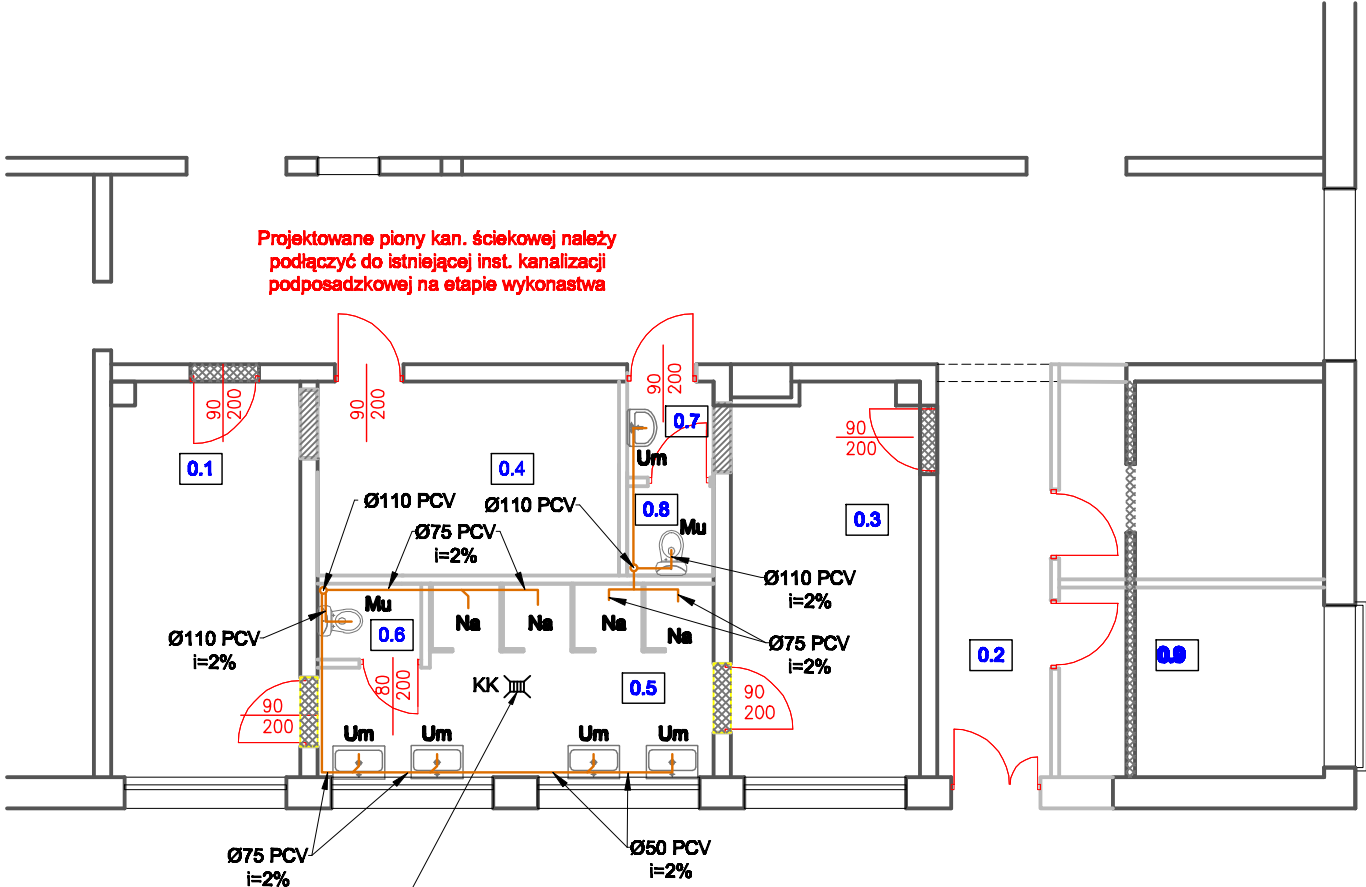 Projektowane piony kan. ściekowej należy
podłączyć do istniejącej inst. kanalizacji
podposadzkowej na etapie wykonastwa
90
200
90
200
90
200
0.7
90
200
0.1
0.4
Um
Ø110 PCV
Ø110 PCV
0.8
Mu
0.3
Ø75 PCV
i=2%
Ø110 PCV
i=2%
Mu
0.6
Na
Na
Na
Na
Ø110 PCV
i=2%
Ø75 PCV
i=2%
0.2
0.9
80
200
KK
0.5
90
200
90
200
Um
Um
Um
Um
Ø75 PCV
i=2%
Ø50 PCV
i=2%